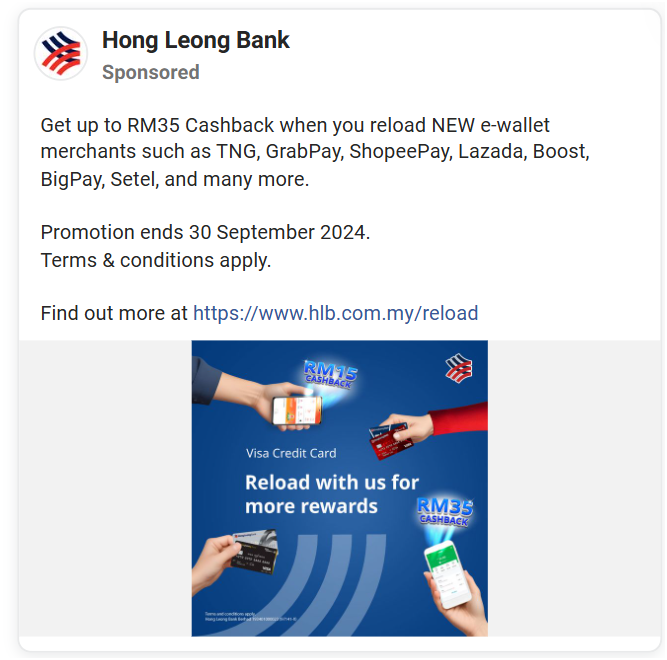 Hong Leong Bank
Sponsored
Get up to RM35 Cashback when you reload NEW e-wallet
merchants such as TNG, GrabPay, ShopeePay, Lazada, Boost,
BigPay, Setel, and many more.
Promotion ends 30 September 2024.
Terms & conditions apply.
Find out more at https://www.hlb.com.my/reload
RM15
CASHBACK
Visa Credit Card
Reload with us for
more rewards
RM35
CASHBACK
VISA
VISA
Terms and conditions apply.
Hong Leong Bank Berhad